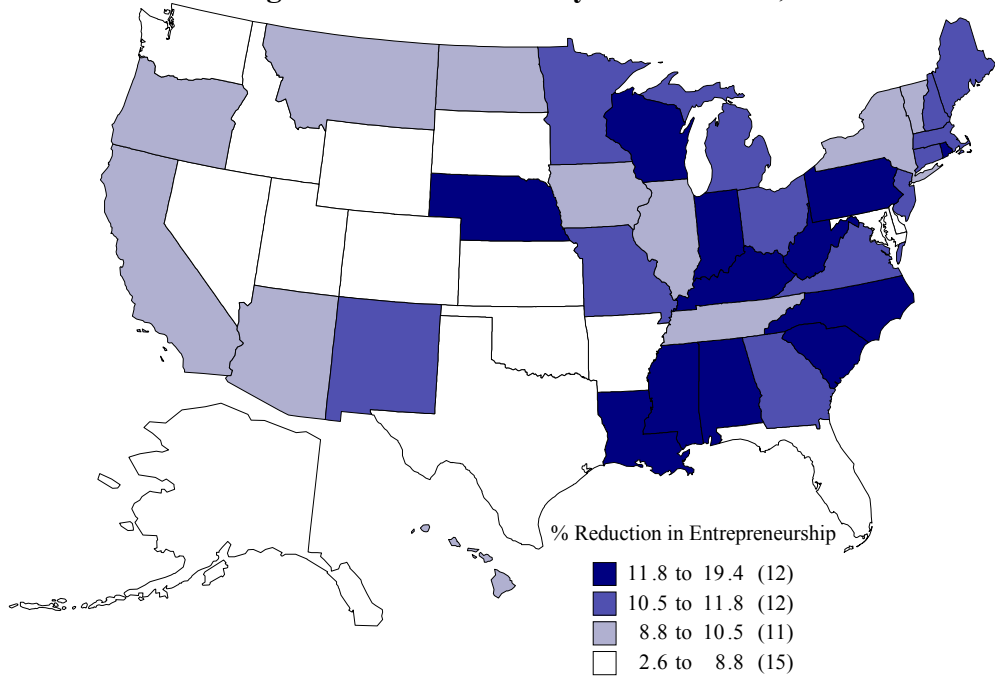 % Reduction in Entrepreneurship
11.8 to 19.4 (12)
10.5 to 11.8 (12)
8.8 to 10.5 (11)
2.6 to 8.8 (15)